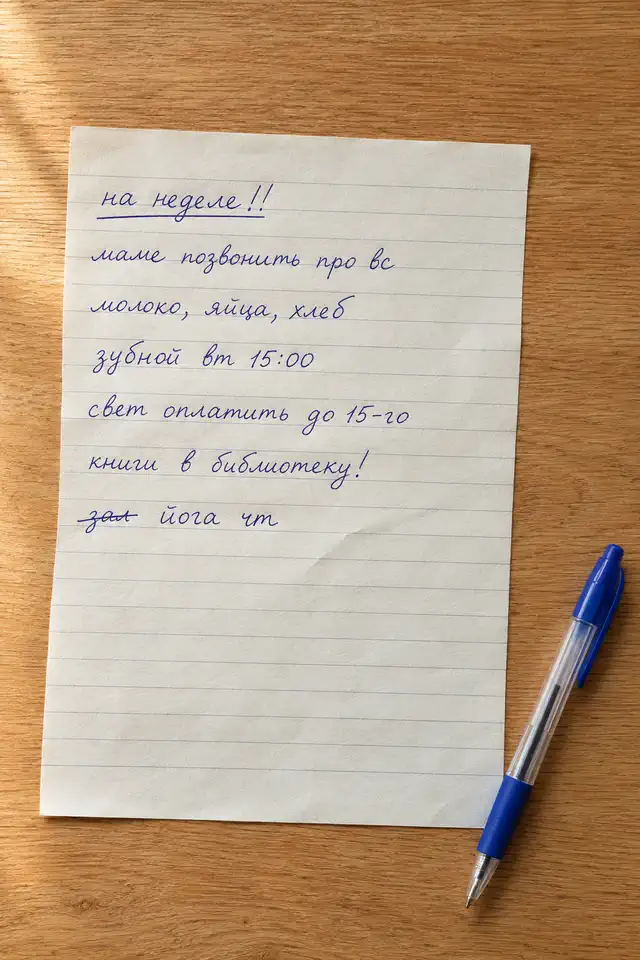 на неделе!!
маме позвонить про вс
молоко, яйца, хлеб
зубной вт 15:00
свет оплатить до 15-го
книги в библиотеку!
зал йога чт